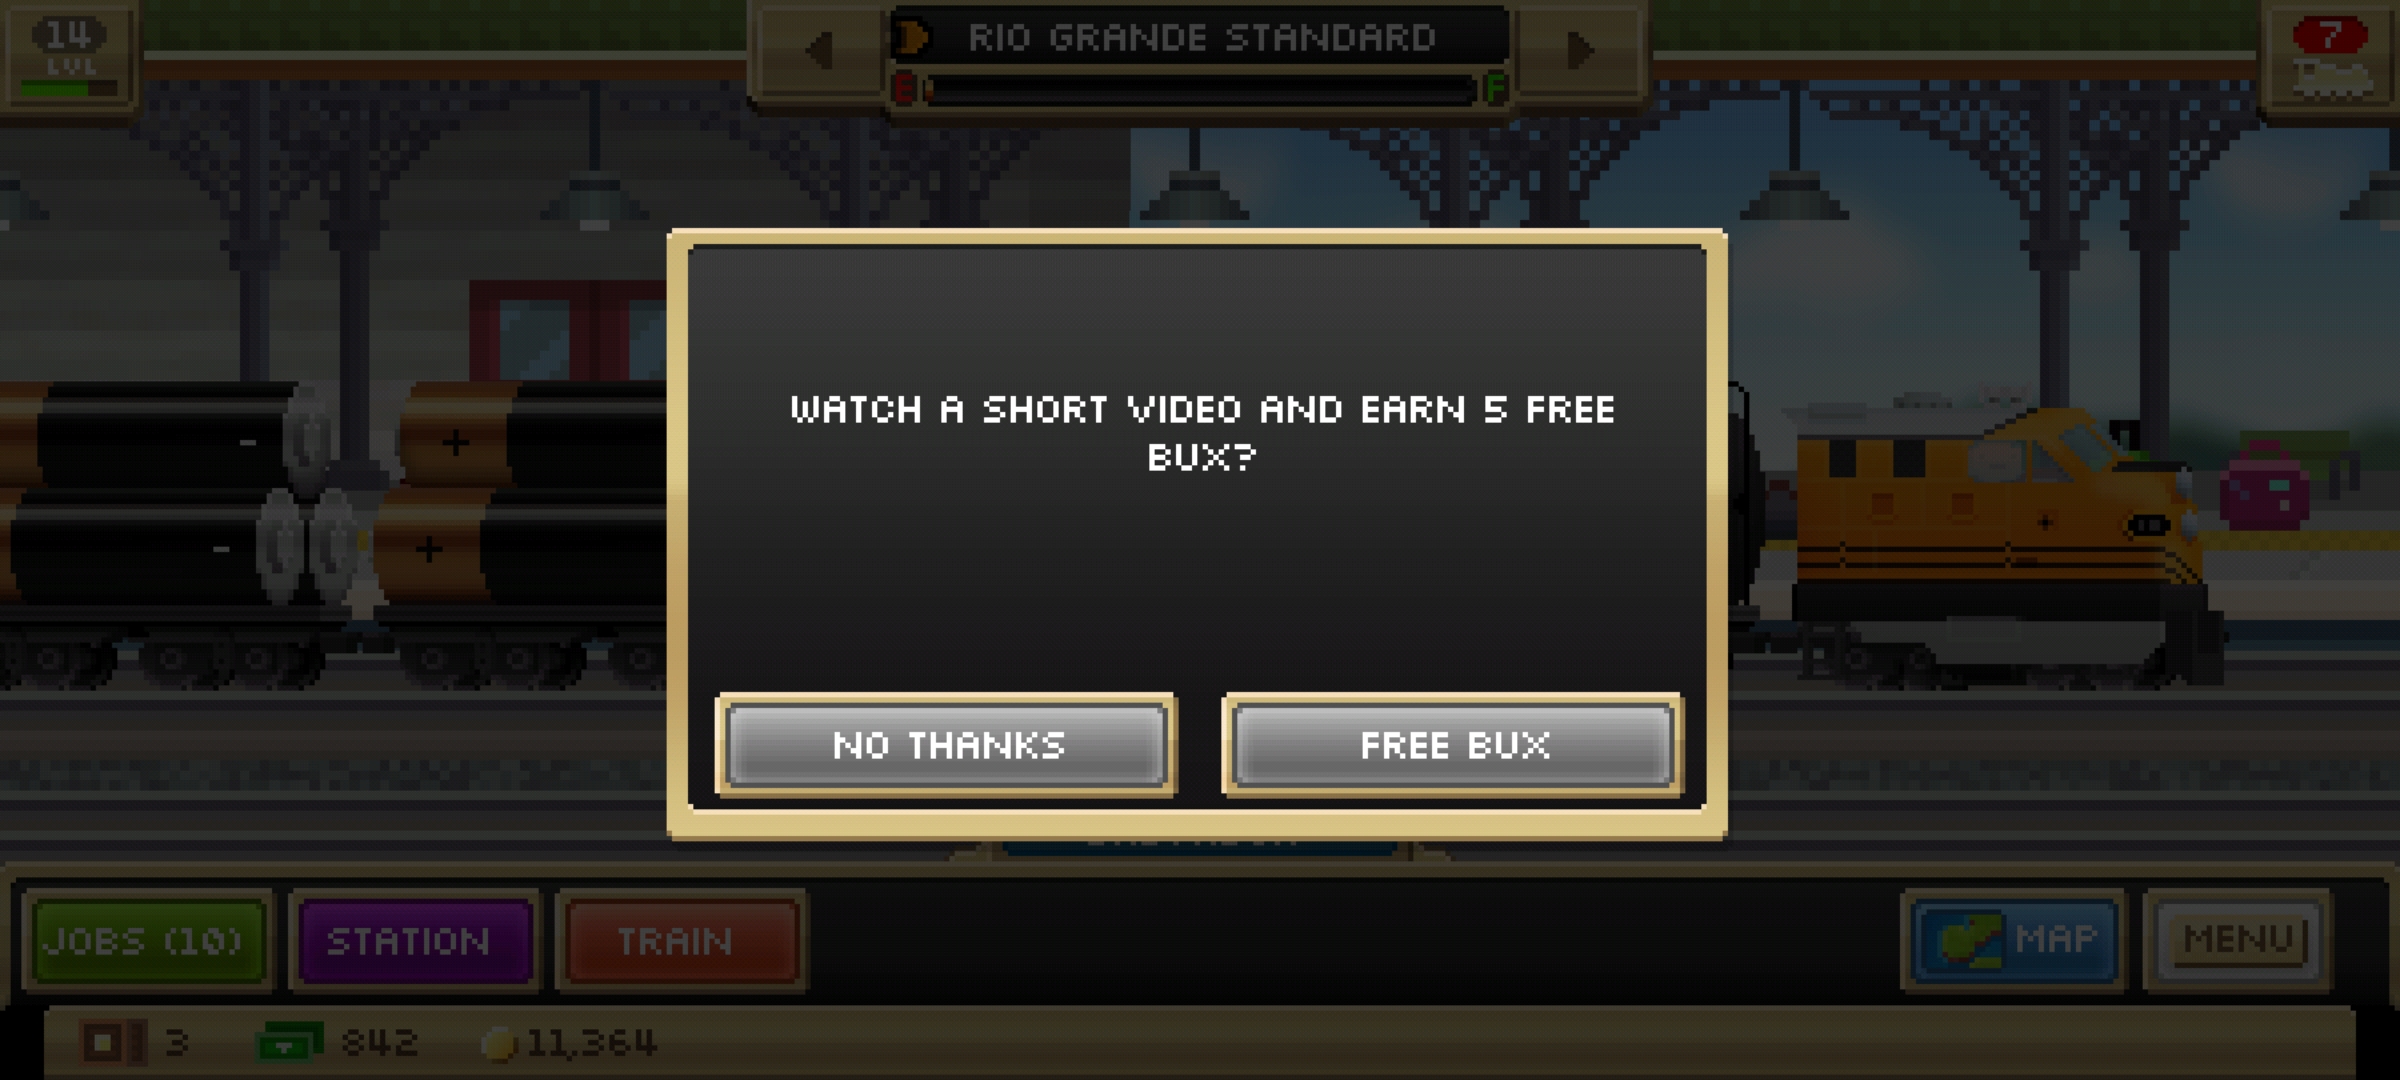 14
LVL
RIO GRANDE STANDARD
E F
7
- +
- +
WATCH A SHORT VIDEO AND EARN 5 FREE
BUX?
NO THANKS
FREE BUX
JOBS (10)
STATION
TRAIN
MAP
MENU
3
842
11,364